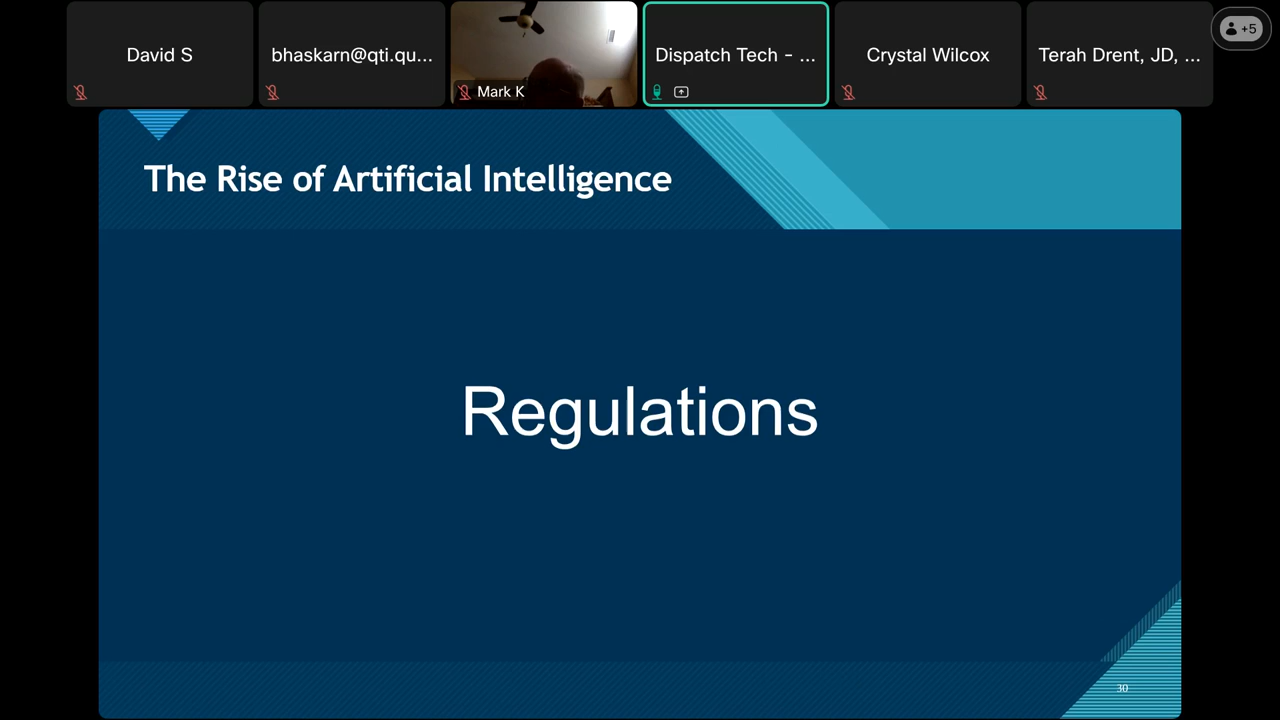 David S
bhaskarn@qti.qu...
Mark K
Dispatch Tech - ...
Crystal Wilcox
Terah Drent, JD, ...
+5
The Rise of Artificial Intelligence
Regulations
30